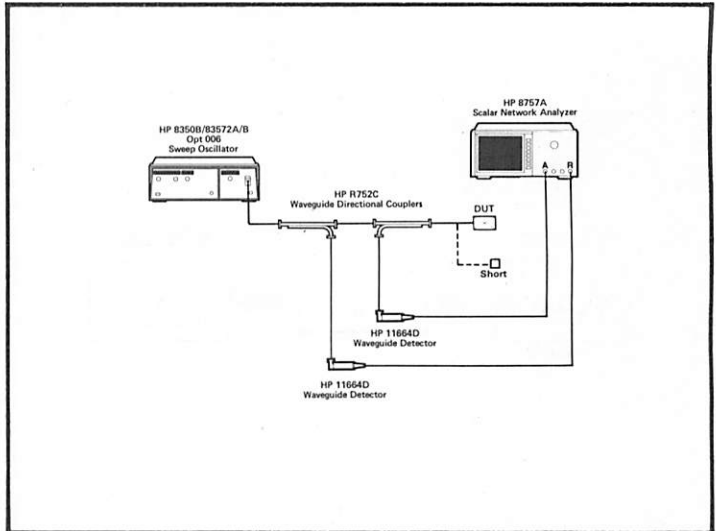 HP 8757A
Scalar Network Analyzer
HP 8350B/83572A/B
Opt 006
Sweep Oscillator
A
R
HP R752C
Waveguide Directional Couplers
DUT
Short
HP 11664D
Waveguide Detector
HP 11664D
Waveguide Detector